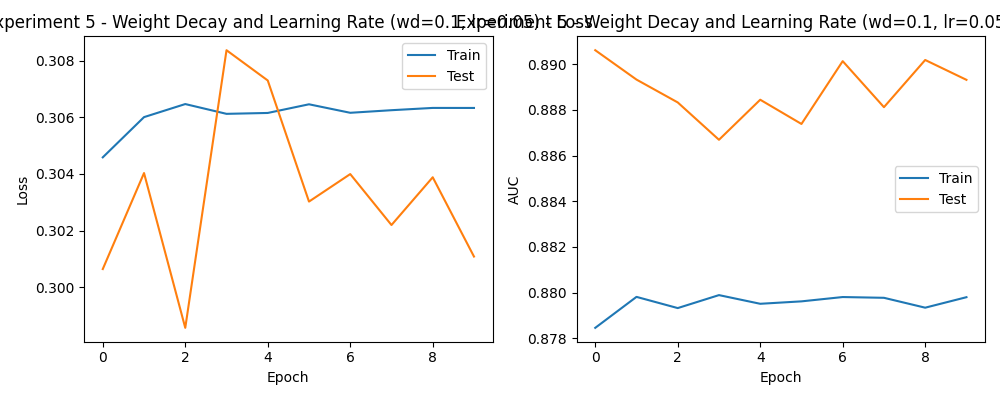 xperiment 5 - Weight Decay and Learning Rate (wd=0.1, lr=0.05) - Loss
Experiment 5 - Weight Decay and Learning Rate (wd=0.1, lr=0.05
0.308
0.306
0.304
0.302
0.300
Loss
0 2 4 6 8
Epoch
Train
Test
0.890
0.888
0.886
0.884
0.882
0.880
0.878
AUC
0 2 4 6 8
Epoch
Train
Test